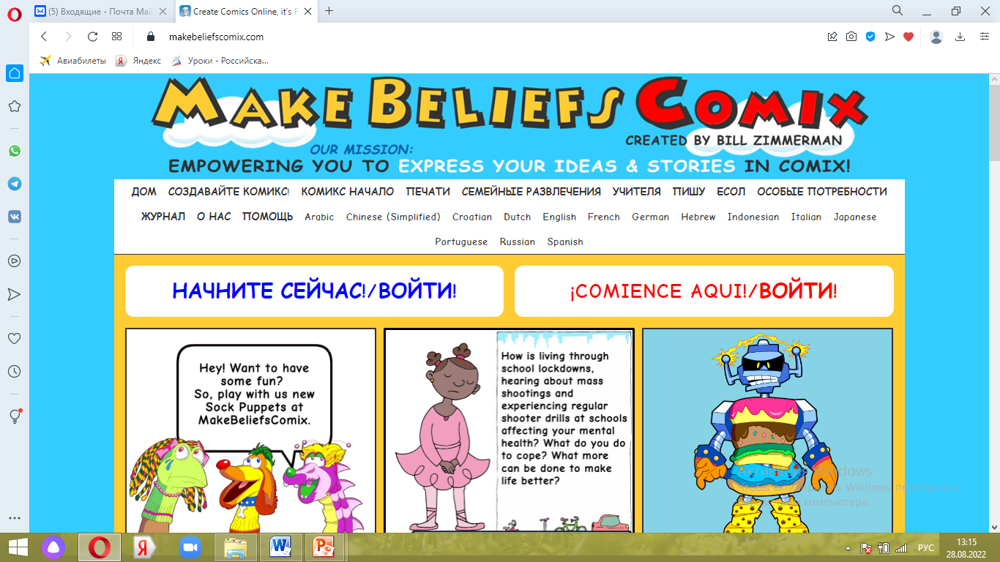 (5) Входящие - Почта Mail
Create Comics Online, it's F
makebeliefscomix.com
Авиабилеты
Яндекс
Уроки - Российска...
MAKE BELIEFS COMIX
CREATED BY BILL ZIMMERMAN
OUR MISSION:
EMPOWERING YOU TO EXPRESS YOUR IDEAS & STORIES IN COMIX!
ДОМ СОЗДАВАЙТЕ КОМИКС! КОМИКС НАЧАЛО ПЕЧАТИ СЕМЕЙНЫЕ РАЗВЛЕЧЕНИЯ УЧИТЕЛЯ ПИШУ ЕСОЛ ОСОБЫЕ ПОТРЕБНОСТИ
ЖУРНАЛ О НАС ПОМОЩЬ Arabic Chinese (Simplified) Croatian Dutch English French German Hebrew Indonesian Italian Japanese
Portuguese Russian Spanish
НАЧНИТЕ СЕЙЧАС!/ВОЙТИ!
¡COMIENCE AQUI!/ВОЙТИ!
Hey! Want to have
some fun?
So, play with us new
Sock Puppets at
MakeBeliefsComix.
How is living through
school lockdowns,
hearing about mass
shootings and
experiencing regular
shooter drills at schools
affecting your mental
health? What do you do
to cope? What more
can be done to make
life better?
Windows
Windows, перейдите в
компьютера.
РУС
13:15
28.08.2022